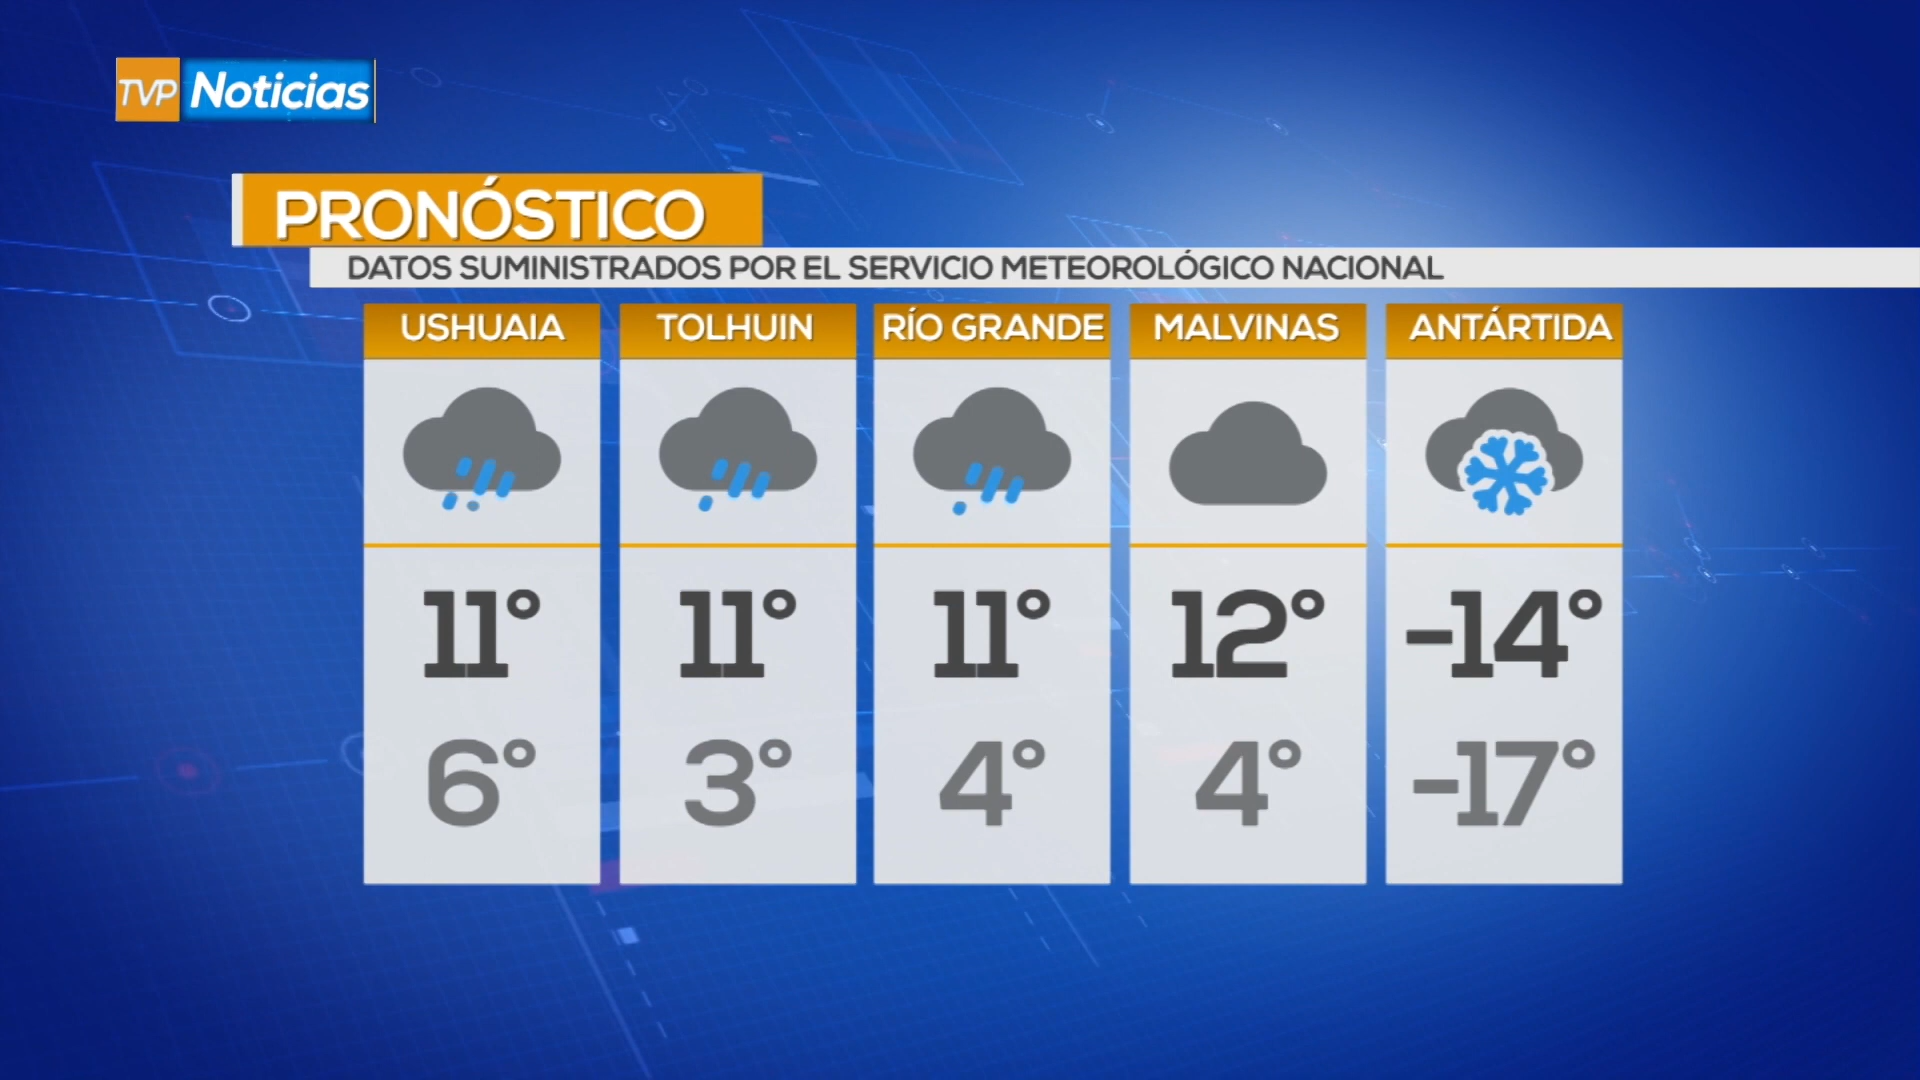 TVP Noticias
PRONÓSTICO
DATOS SUMINISTRADOS POR EL SERVICIO METEOROLÓGICO NACIONAL
USHUAIA TOLHUIN RÍO GRANDE MALVINAS ANTÁRTIDA
11° 11° 11° 12° -14°
6° 3° 4° 4° -17°